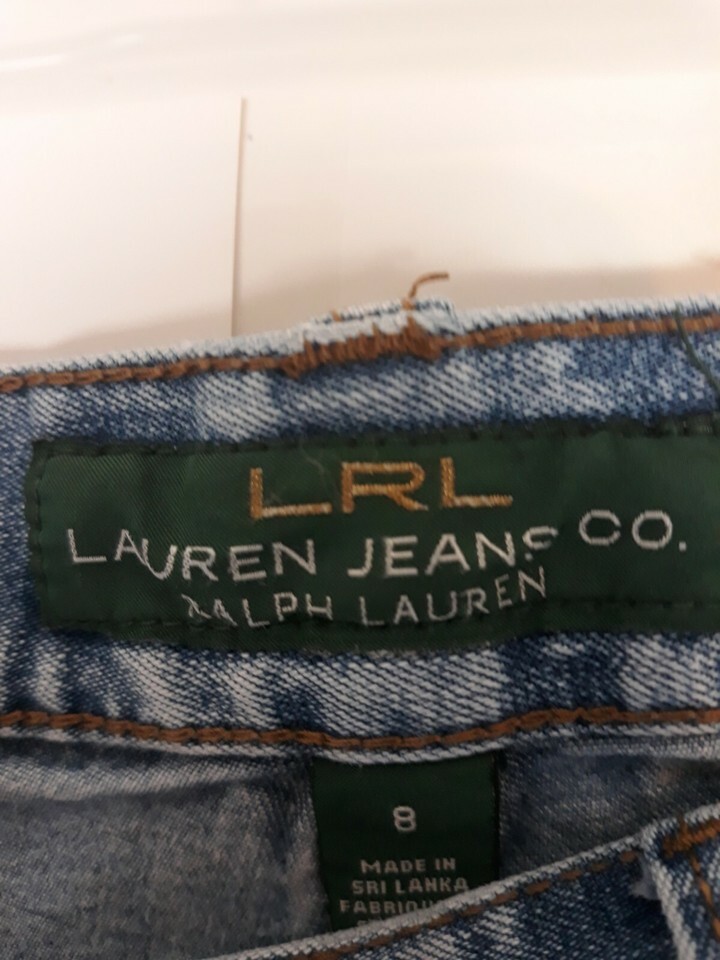 LRL
LAUREN JEANS CO.
RALPH LAUREN
8
MADE IN
SRI LANKA